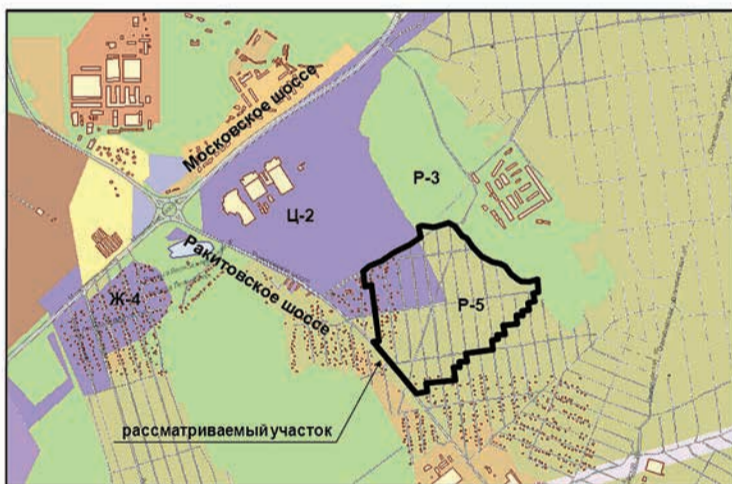 Московское шоссе
Р-3
Ц-2
Ракитовское шоссе
Р-5
Ж-4
рассматриваемый участок